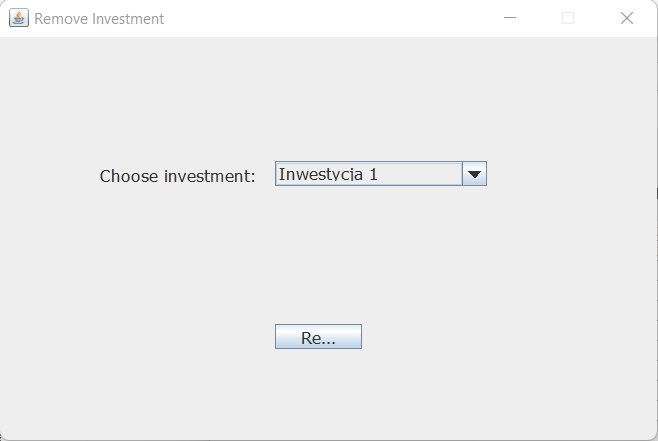 Remove Investment
Choose investment: Inwestycja 1
Re...